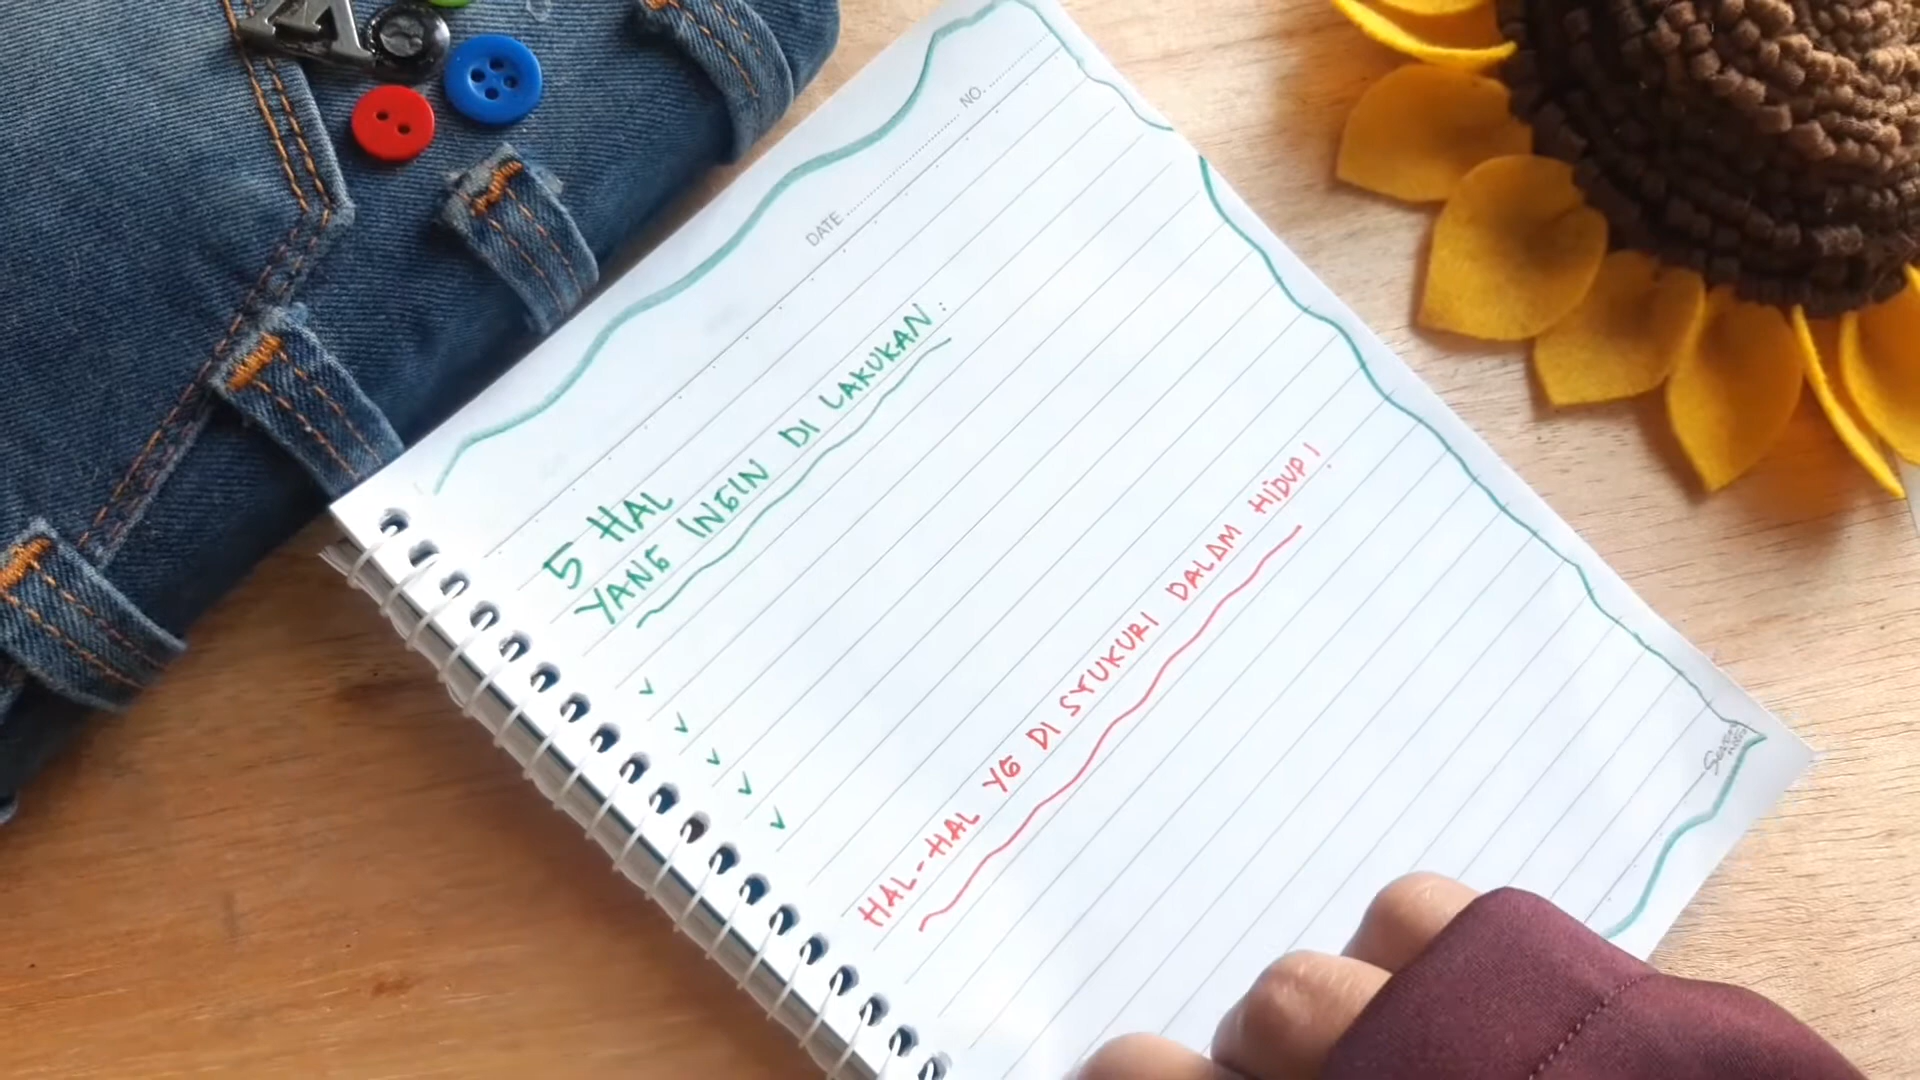 A
NO.
DATE
5 HAL
YANG INGIN DI LAKUKAN :
HAL-HAL YG DI SYUKURI DALAM HIDUP !